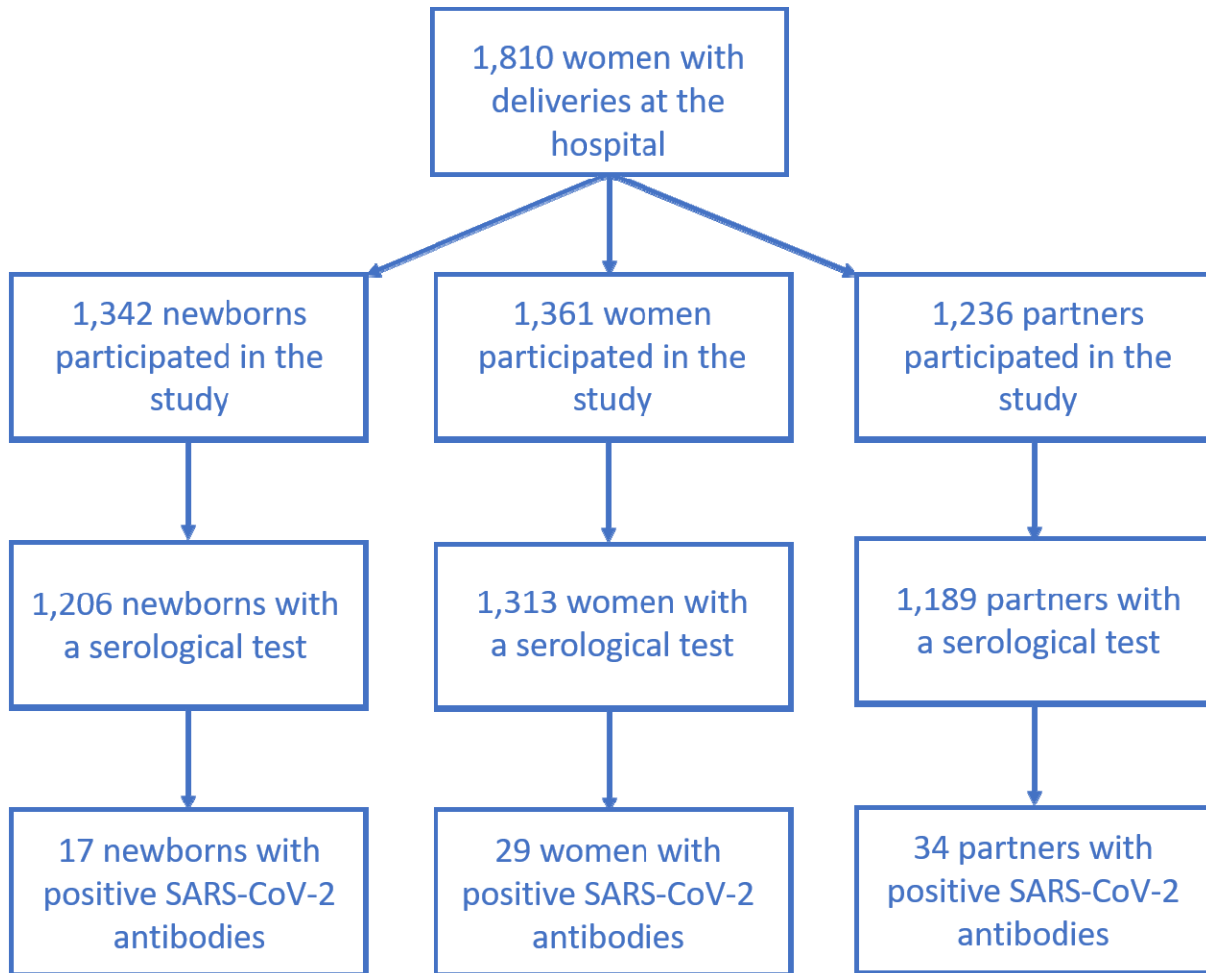 1,810 women with
deliveries at the
hospital
1,342 newborns
participated in the
study
1,361 women
participated in the
study
1,236 partners
participated in the
study
1,206 newborns with
a serological test
1,313 women with
a serological test
1,189 partners with
a serological test
17 newborns with
positive SARS-CoV-2
antibodies
29 women with
positive SARS-CoV-2
antibodies
34 partners with
positive SARS-CoV-2
antibodies